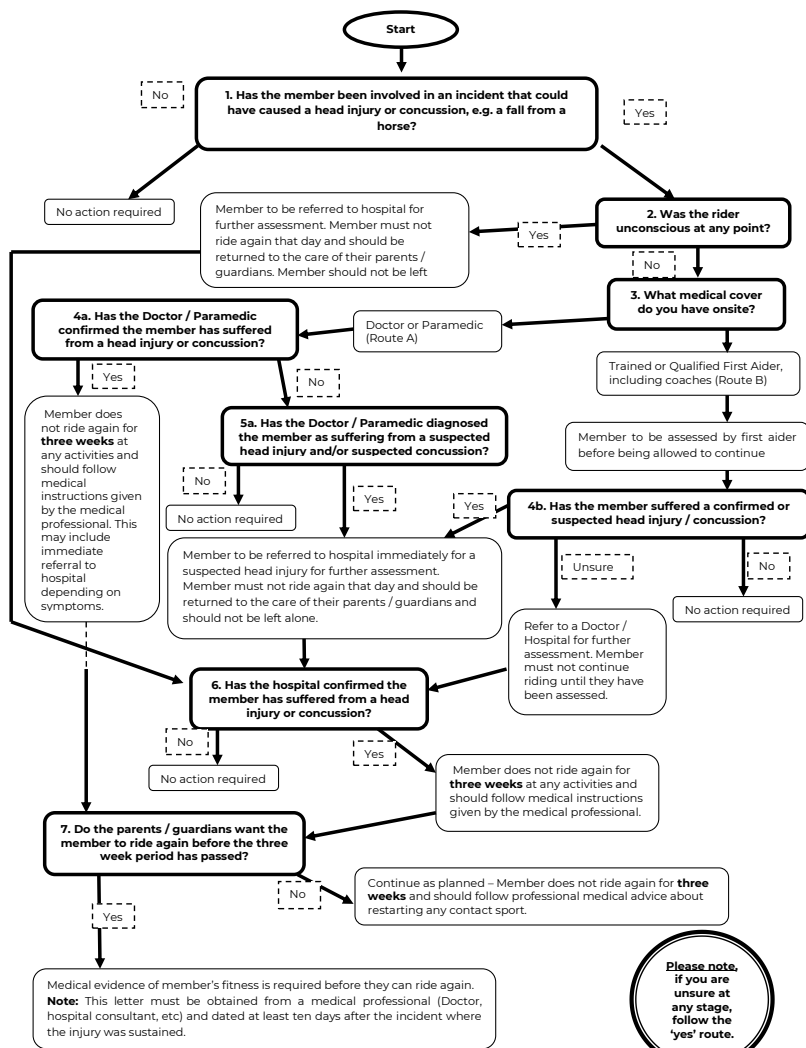 Start
No
1. Has the member been involved in an incident that could
have caused a head injury or concussion, e.g. a fall from a
horse?
Yes
No action required
Member to be referred to hospital for
further assessment. Member must not
ride again that day and should be
returned to the care of their parents /
guardians. Member should not be left
Yes
2. Was the rider
unconscious at any point?
No
3. What medical cover
do you have onsite?
4a. Has the Doctor / Paramedic
confirmed the member has suffered
from a head injury or concussion?
Doctor or Paramedic
(Route A)
Trained or Qualified First Aider,
including coaches (Route B)
Yes
No
Member does
not ride again for
three weeks at
any activities and
should follow
medical
instructions given
by the medical
professional. This
may include
immediate
referral to
hospital
depending on
symptoms.
5a. Has the Doctor / Paramedic diagnosed
the member as suffering from a suspected
head injury and/or suspected concussion?
Member to be assessed by first aider
before being allowed to continue
No
Yes
Yes
No action required
4b. Has the member suffered a confirmed or
suspected head injury / concussion?
Member to be referred to hospital immediately for a
suspected head injury for further assessment.
Member must not ride again that day and should be
returned to the care of their parents / guardians and
should not be left alone.
Unsure
No
No action required
Refer to a Doctor /
Hospital for further
assessment. Member
must not continue
riding until they have
been assessed.
6. Has the hospital confirmed the
member has suffered from a head
injury or concussion?
No
Yes
No action required
Member does not ride again for
three weeks at any activities and
should follow medical instructions
given by the medical professional.
7. Do the parents / guardians want the
member to ride again before the three
week period has passed?
No
Continue as planned – Member does not ride again for three
weeks and should follow professional medical advice about
restarting any contact sport.
Yes
Medical evidence of member's fitness is required before they can ride again.
Note: This letter must be obtained from a medical professional (Doctor,
hospital consultant, etc) and dated at least ten days after the incident where
the injury was sustained.
Please note,
if you are
unsure at
any stage,
follow the
'yes' route.